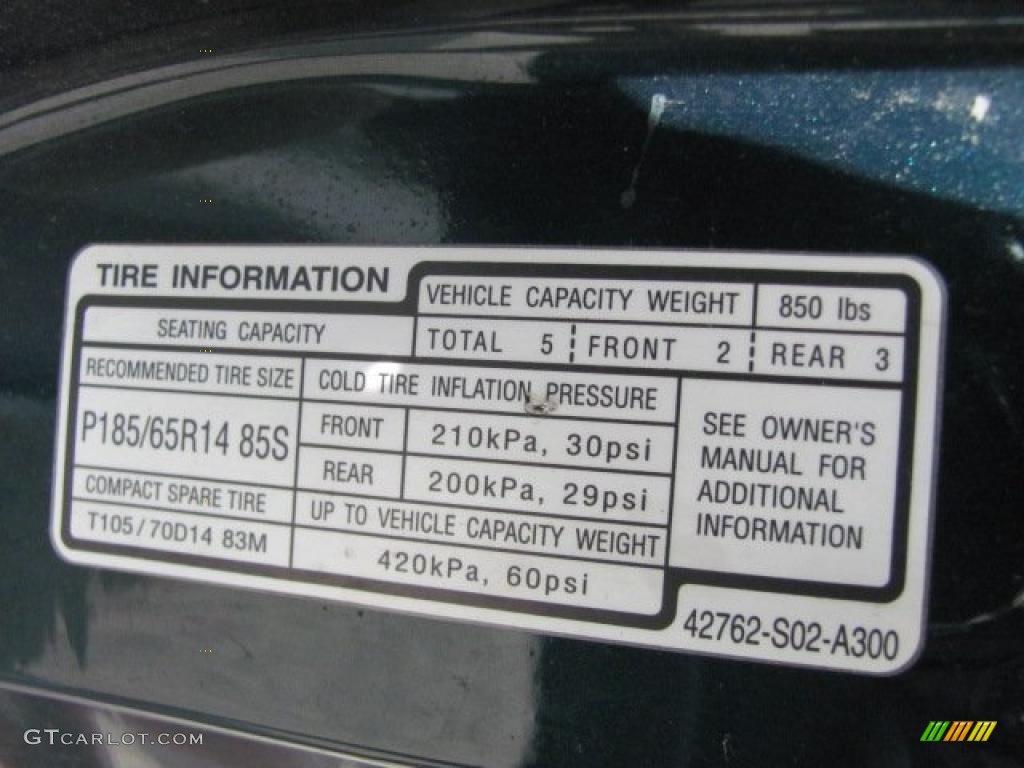 TIRE INFORMATION
VEHICLE CAPACITY WEIGHT 850 lbs
SEATING CAPACITY TOTAL 5 FRONT 2 REAR 3
RECOMMENDED TIRE SIZE
P185/65R14 85S
COMPACT SPARE TIRE
T105/70D14 83M
COLD TIRE INFLATION PRESSURE
FRONT 210kPa, 30psi
REAR 200kPa, 29psi
UP TO VEHICLE CAPACITY WEIGHT
420kPa, 60psi
SEE OWNER'S
MANUAL FOR
ADDITIONAL
INFORMATION
42762-S02-A300
GTCARLOT.COM